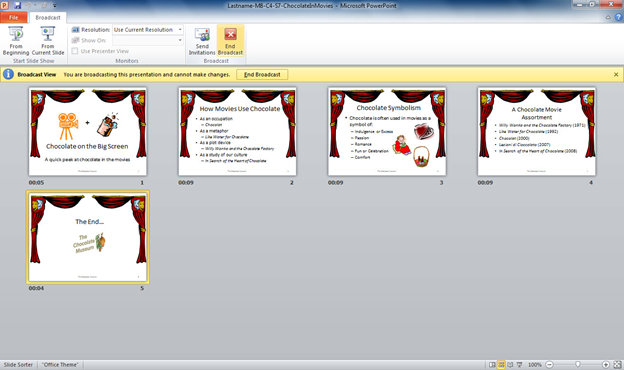 Lastname-MB-C4-S7-ChocolateInMovies - Microsoft PowerPoint
File
Broadcast
From Beginning
From Current Slide
Start Slide Show
Resolution: Use Current Resolution
Show On:
Use Presenter View
Monitors
Send Invitations
End Broadcast
Broadcast
Broadcast View You are broadcasting this presentation and cannot make changes. End Broadcast
+
Chocolate on the Big Screen
A quick peek at chocolate in the movies
00:05 1
How Movies Use Chocolate
• As an occupation
– Chocolat
• As a metaphor
– Like Water for Chocolate
• As a plot device
– Willy Wonka and the Chocolate Factory
• As a study of our culture
– In Search of the Heart of Chocolate
00:09 2
Chocolate Symbolism
• Chocolate is often used in movies as a symbol of:
– Indulgence or Excess
– Passion
– Romance
– Fun or Celebration
– Comfort
00:09 3
A Chocolate Movie
Assortment
• Willy Wonka and the Chocolate Factory (1971)
• Like Water for Chocolate (1992)
• Chocolat (2000)
• Lezioni di Cioccolato (2007)
• In Search of the Heart of Chocolate (2008)
00:09 4
The End...
The
Chocolate
Museum
00:04 5
Slide Sorter "Office Theme" 100%